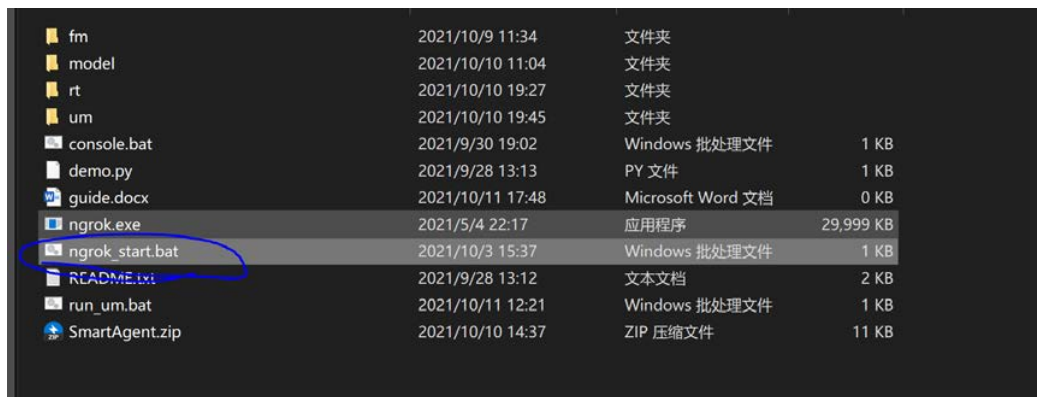 fm 2021/10/9 11:34 文件夹
model 2021/10/10 11:04 文件夹
rt 2021/10/10 19:27 文件夹
um 2021/10/10 19:45 文件夹
console.bat 2021/9/30 19:02 Windows 批处理文件 1 KB
demo.py 2021/9/28 13:13 PY 文件 1 KB
guide.docx 2021/10/11 17:48 Microsoft Word 文档 0 KB
ngrok.exe 2021/5/4 22:17 应用程序 29,999 KB
ngrok_start.bat 2021/10/3 15:37 Windows 批处理文件 1 KB
README.txt 2021/9/28 13:12 文本文档 2 KB
run_um.bat 2021/10/11 12:21 Windows 批处理文件 1 KB
SmartAgent.zip 2021/10/10 14:37 ZIP 压缩文件 11 KB